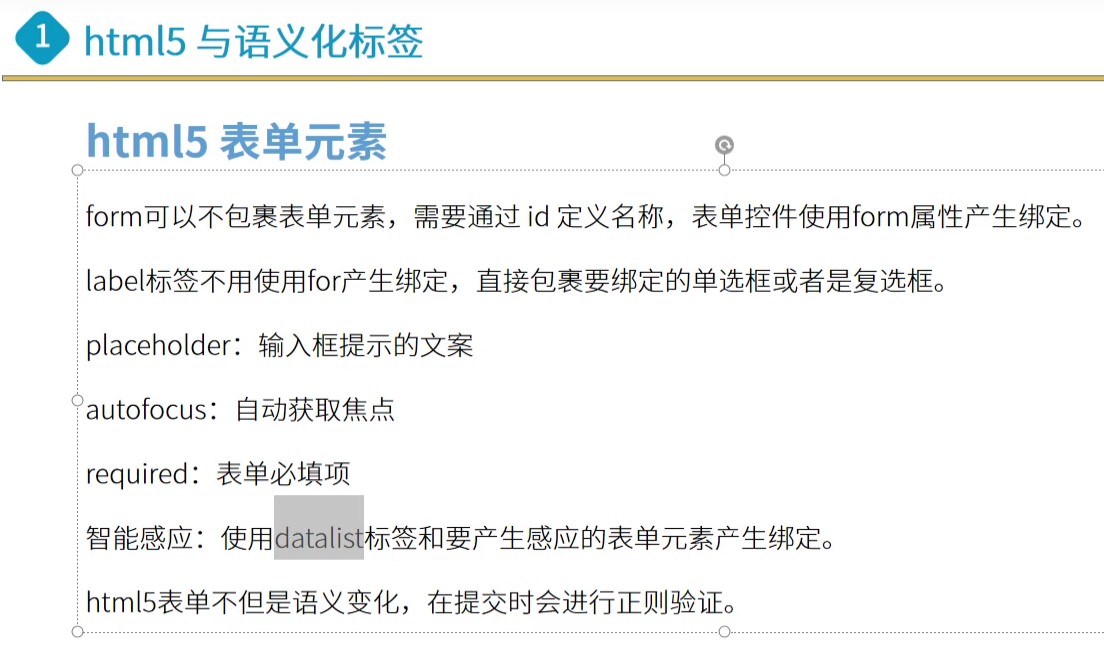 1
html5 与语义化标签
html5 表单元素
form可以不包裹表单元素，需要通过 id 定义名称，表单控件使用form属性产生绑定。
label标签不用使用for产生绑定，直接包裹要绑定的单选框或者是复选框。
placeholder：输入框提示的文案
autofocus：自动获取焦点
required：表单必填项
智能感应：使用datalist标签和要产生感应的表单元素产生绑定。
html5表单不但是语义变化，在提交时会进行正则验证。